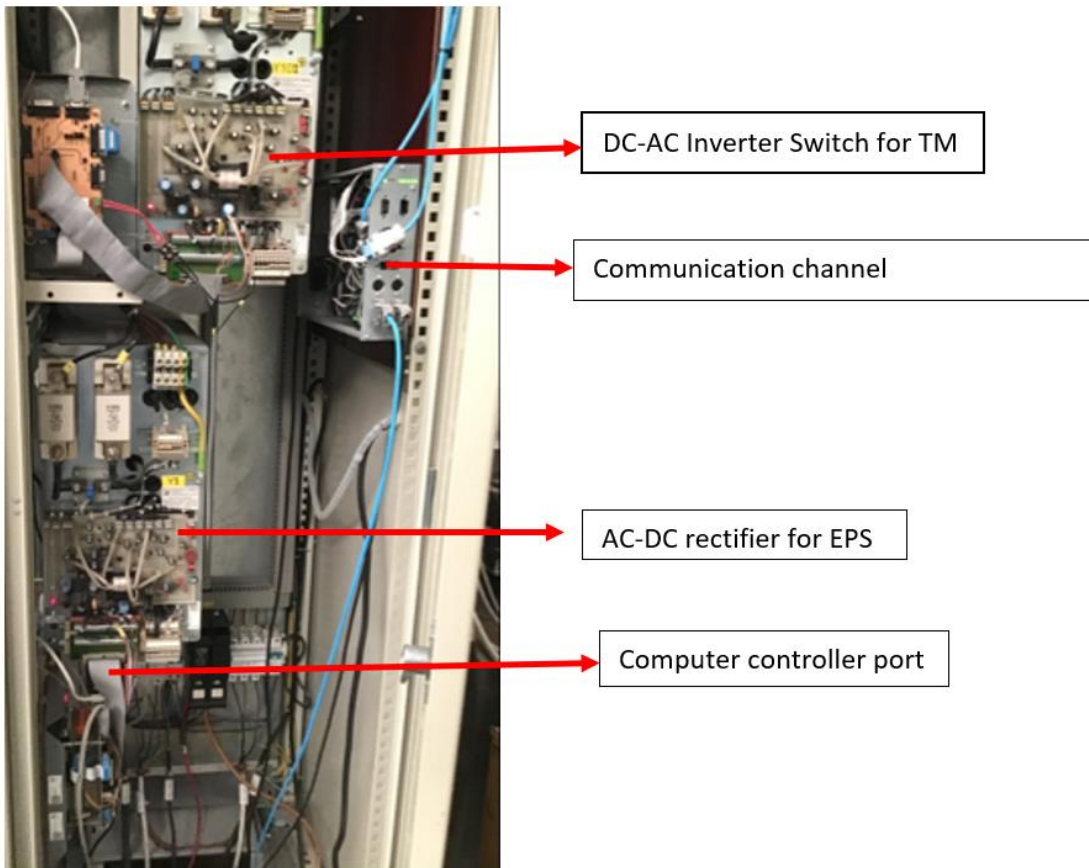 DC-AC Inverter Switch for TM
Communication channel
AC-DC rectifier for EPS
Computer controller port